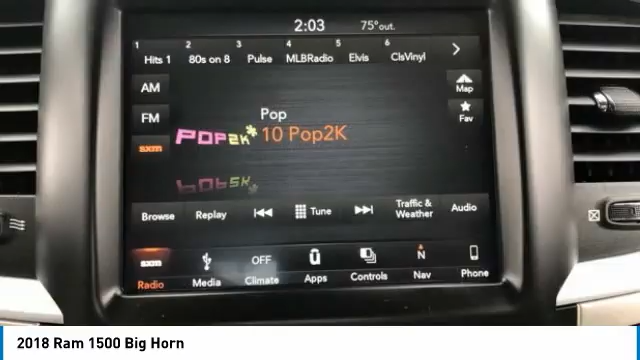 2:03 75°out.
1 2 3 4 5 6
Hits 1 80s on 8 Pulse MLBRadio Elvis ClsVinyl
AM
Map
FM
Fav
sxm
Pop
POP2K*
10 Pop2K
Browse Replay Tune Traffic & Weather Audio
sxm OFF N
Radio Media Climate Apps Controls Nav Phone
2018 Ram 1500 Big Horn